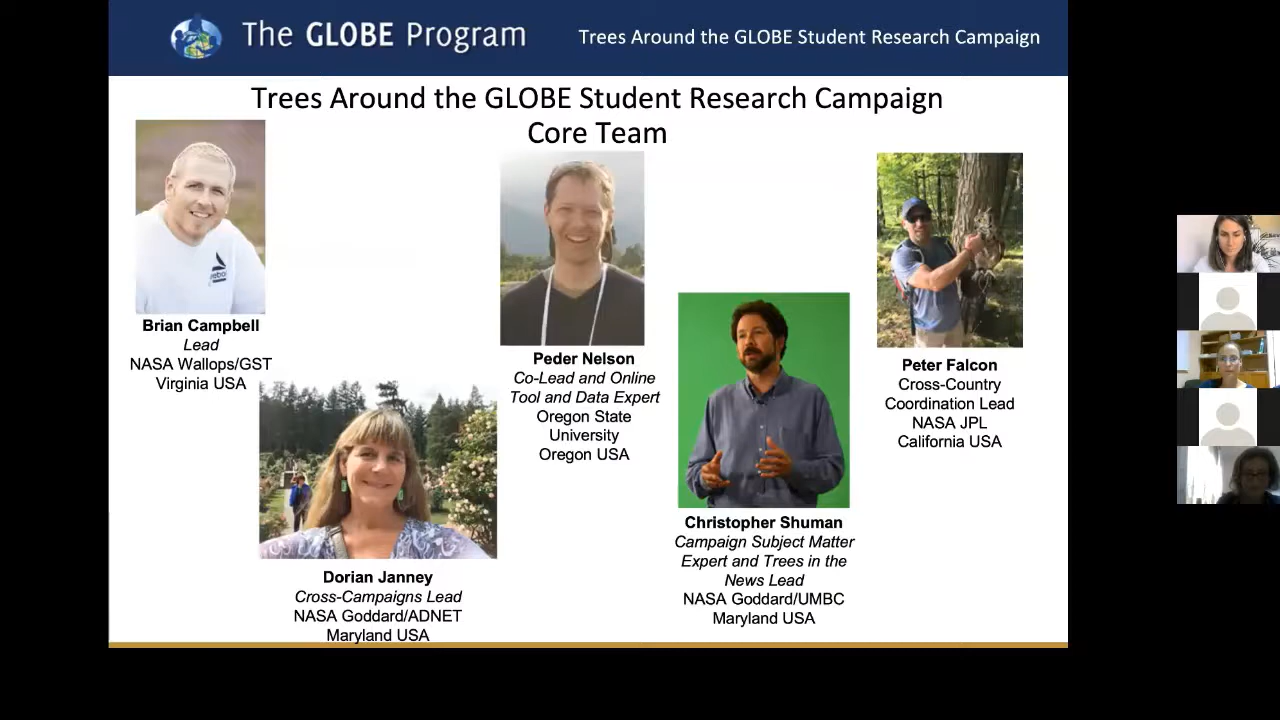 The GLOBE Program
Trees Around the GLOBE Student Research Campaign
Trees Around the GLOBE Student Research Campaign
Core Team
Brian Campbell
Lead
NASA Wallops/GST
Virginia USA
Dorian Janney
Cross-Campaigns Lead
NASA Goddard/ADNET
Maryland USA
Peder Nelson
Co-Lead and Online
Tool and Data Expert
Oregon State
University
Oregon USA
Christopher Shuman
Campaign Subject Matter
Expert and Trees in the
News Lead
NASA Goddard/UMBC
Maryland USA
Peter Falcon
Cross-Country
Coordination Lead
NASA JPL
California USA